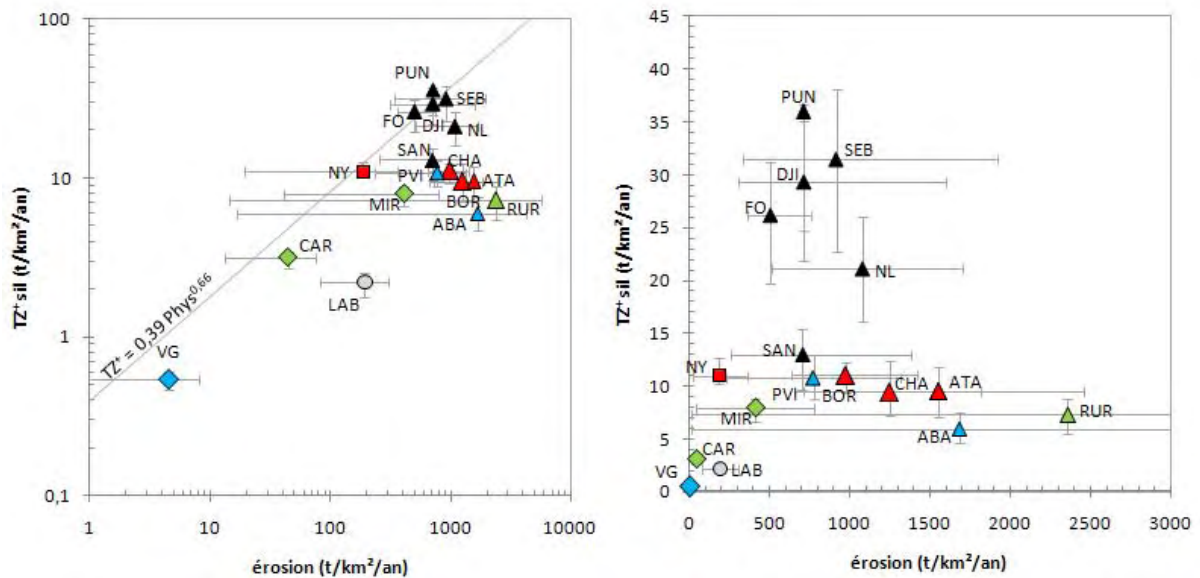 100
10
1
0,1
TZ⁺ sil (t/km²/an)
PUN
SEB
FO
DJI
NL
SAN
CHA
NY
PVI
ATA
MIR
BOR
RUR
ABA
CAR
LAB
VG
TZ⁺ = 0,39 Phys^0,66
1 10 100 1000 10000
érosion (t/km²/an)
45
40
35
30
25
20
15
10
5
0
TZ⁺ sil (t/km²/an)
PUN
SEB
DJI
FO
NL
SAN
NY
PVI
BOR
CHA
ATA
MIR
RUR
ABA
CAR
LAB
VG
0 500 1000 1500 2000 2500 3000
érosion (t/km²/an)